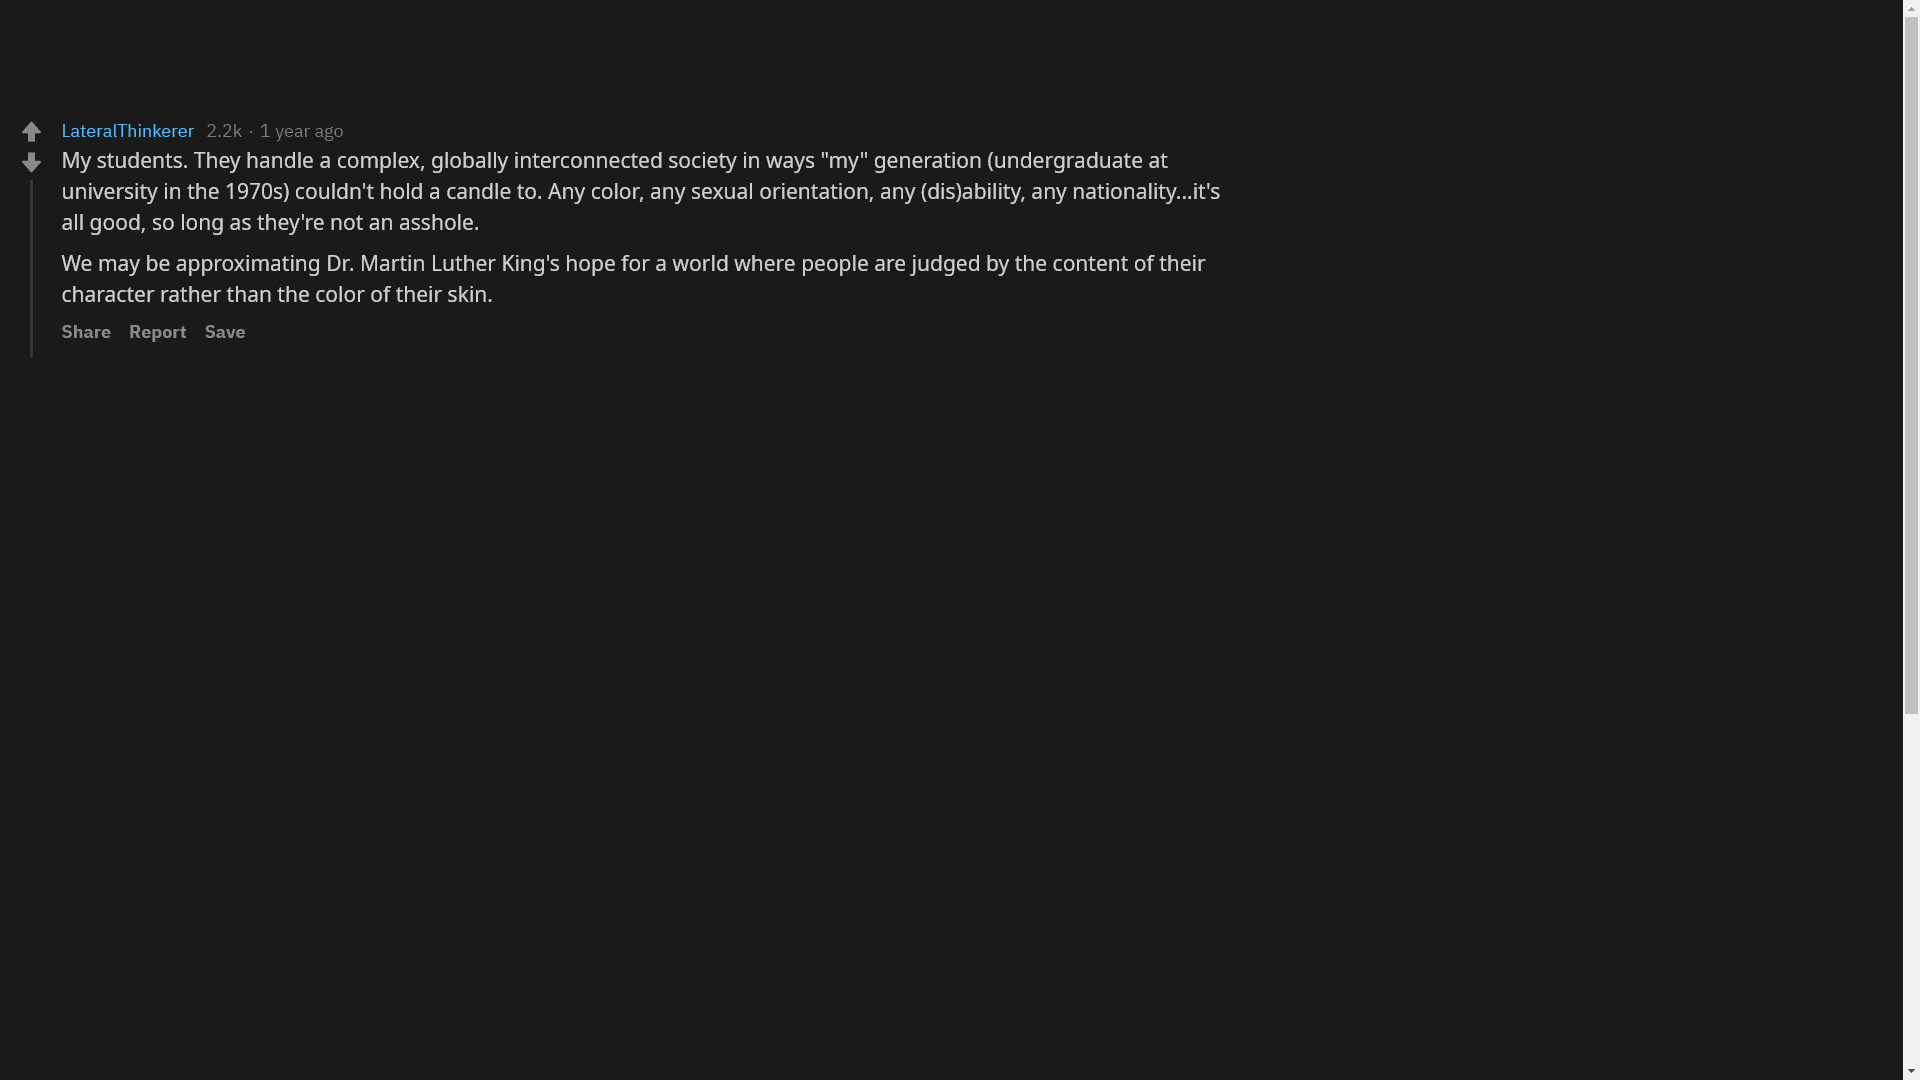 LateralThinkerer 2.2k · 1 year ago
My students. They handle a complex, globally interconnected society in ways "my" generation (undergraduate at
university in the 1970s) couldn't hold a candle to. Any color, any sexual orientation, any (dis)ability, any nationality...it's
all good, so long as they're not an asshole.
We may be approximating Dr. Martin Luther King's hope for a world where people are judged by the content of their
character rather than the color of their skin.
Share Report Save